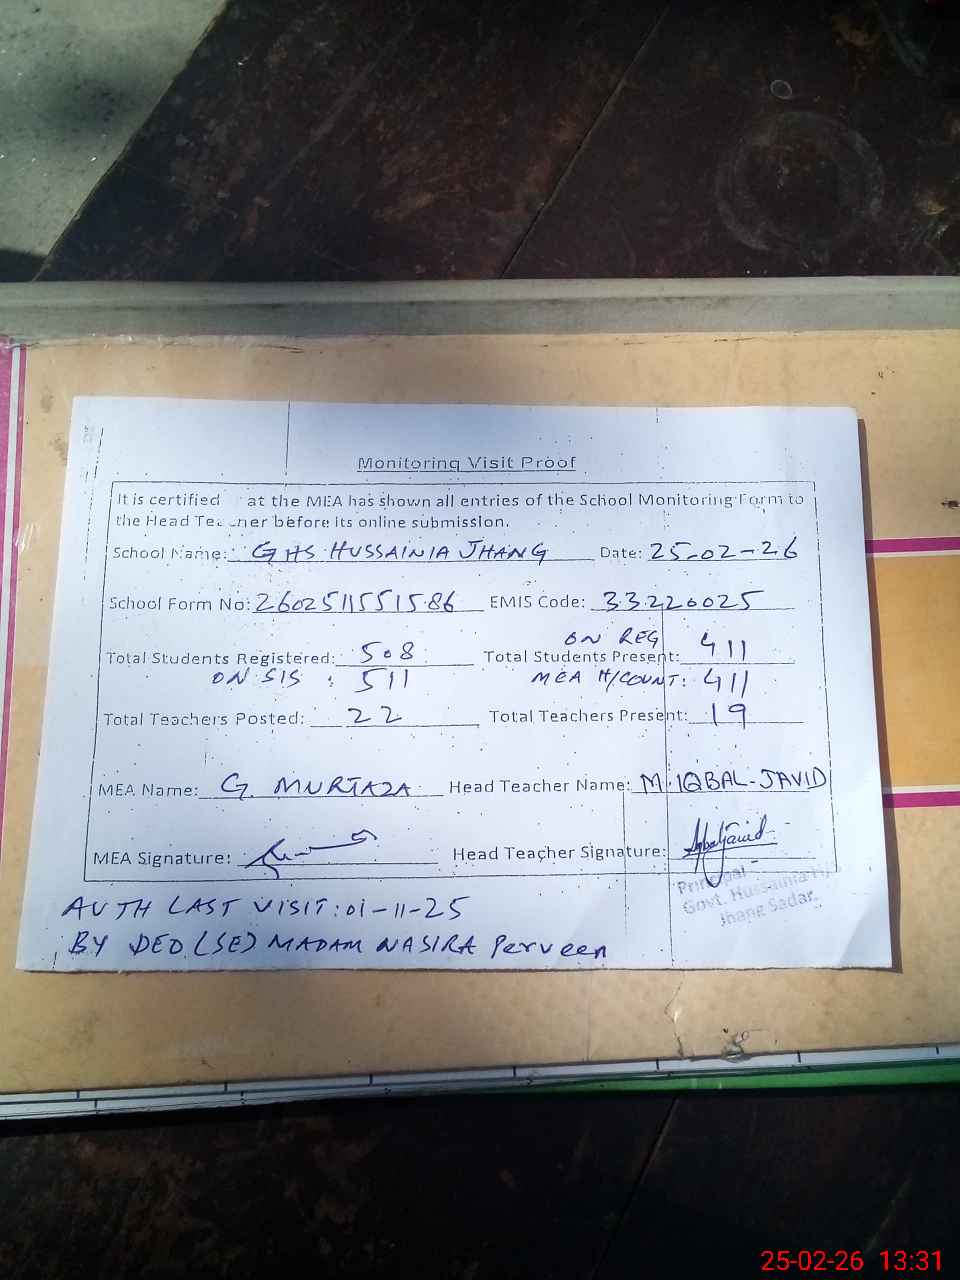 Monitoring Visit Proof
It is certified at the MEA has shown all entries of the School Monitoring Form to
the Head Teacher before its online submission.
School Name: GHS HUSSAINIA JHANG Date: 25-02-26
School Form No: 2602511551586 EMIS Code: 33220025
ON REG 411
Total Students Registered: 508 Total Students Present:
ON SIS : 511 MEA H/COUNT: 411
Total Teachers Posted: 22 Total Teachers Present: 19
MEA Name: G. MURTAZA Head Teacher Name: M. IQBAL-JAVID
MEA Signature: Head Teacher Signature: Iqbaljavid
Principal
Govt. Hussainia
Jhang Sadar.
AUTH LAST VISIT: 01-11-25
BY DEO (SE) MADAM NASIRA Perveen
25-02-26 13:31